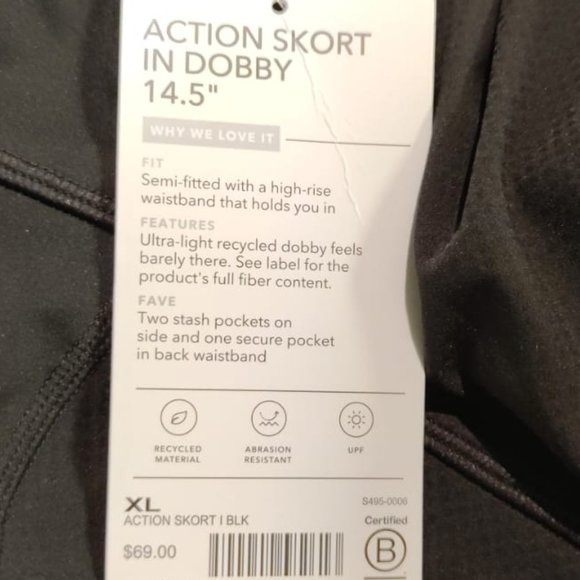 ACTION SKORT
IN DOBBY
14.5"
WHY WE LOVE IT
FIT
Semi-fitted with a high-rise
waistband that holds you in
FEATURES
Ultra-light recycled dobby feels
barely there. See label for the
product's full fiber content.
FAVE
Two stash pockets on
side and one secure pocket
in back waistband
RECYCLED
MATERIAL
ABRASION
RESISTANT
UPF
XL
S495-0006
ACTION SKORT I BLK
Certified
$69.00
B